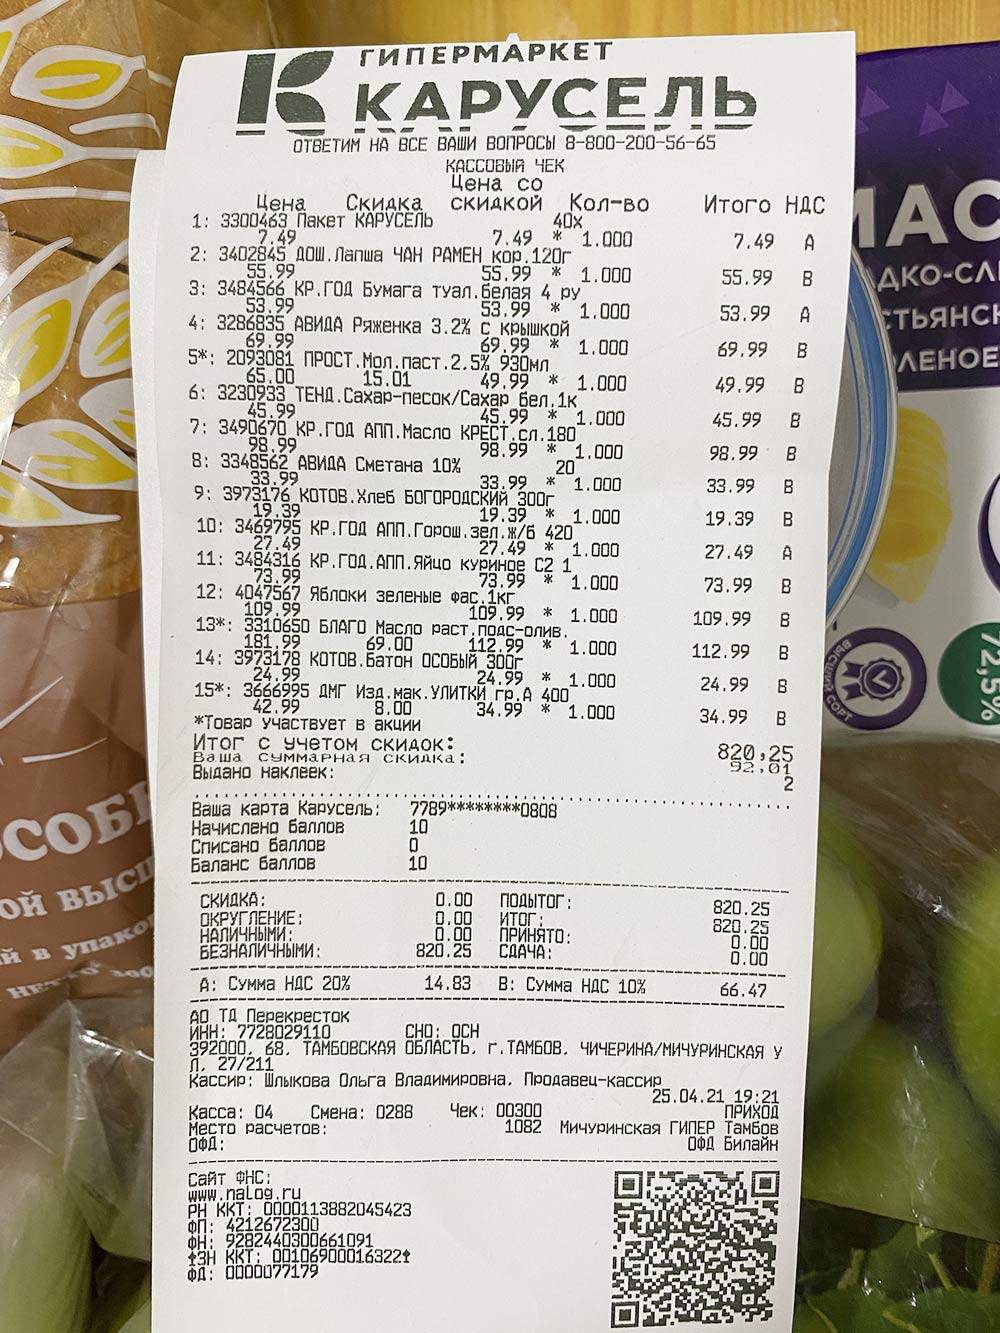 ГИПЕРМАРКЕТ
КАРУСЕЛЬ
ОТВЕТИМ НА ВСЕ ВАШИ ВОПРОСЫ 8-800-200-56-65
КАССОВЫЙ ЧЕК
Цена со
Цена Скидка скидкой Кол-во Итого НДС
1: 3300463 Пакет КАРУСЕЛЬ 40х
7.49 7.49 * 1.000 7.49 А
2: 3402845 ДОШ.Лапша ЧАН РАМЕН кор.120г
55.99 55.99 * 1.000 55.99 В
3: 3484566 КР.ГОД Бумага туал.белая 4 ру
53.99 53.99 * 1.000 53.99 А
4: 3286835 АВИДА Ряженка 3.2% с крышкой
69.99 69.99 * 1.000 69.99 В
5*: 2093081 ПРОСТ.Мол.паст.2.5% 930мл
65.00 15.01 49.99 * 1.000 49.99 В
6: 3230933 ТЕНД.Сахар-песок/Сахар бел.1к
45.99 45.99 * 1.000 45.99 В
7: 3490670 КР.ГОД АПП.Масло КРЕСТ.сл.180
98.99 98.99 * 1.000 98.99 В
8: 3348562 АВИДА Сметана 10% 20
33.99 33.99 * 1.000 33.99 В
9: 3973176 КОТОВ.Хлеб БОГОРОДСКИЙ 300г
19.39 19.39 * 1.000 19.39 В
10: 3469795 КР.ГОД АПП.Горош.зел.ж/б 420
27.49 27.49 * 1.000 27.49 А
11: 3484316 КР.ГОД.АПП.Яйцо куриное С2 1
73.99 73.99 * 1.000 73.99 В
12: 4047567 Яблоки зеленые фас.1кг
109.99 109.99 * 1.000 109.99 В
13*: 3310650 БЛАГО Масло раст.подс-олив.
181.99 69.00 112.99 * 1.000 112.99 В
14: 3973178 КОТОВ.Батон ОСОБЫЙ 300г
24.99 24.99 * 1.000 24.99 В
15*: 3666995 ДМГ Изд.мак.УЛИТКИ гр.А 400
42.99 8.00 34.99 * 1.000 34.99 В
*Товар участвует в акции
Итог с учетом скидок: 820,25
Ваша суммарная скидка: 92,01
Выдано наклеек: 2
Ваша карта Карусель: 7789********0808
Начислено баллов 10
Списано баллов 0
Баланс баллов 10
СКИДКА: 0.00 ПОДЫТОГ: 820.25
ОКРУГЛЕНИЕ: 0.00 ИТОГ: 820.25
НАЛИЧНЫМИ: 0.00 ПРИНЯТО: 0.00
БЕЗНАЛИЧНЫМИ: 820.25 СДАЧА: 0.00
А: Сумма НДС 20% 14.83 В: Сумма НДС 10% 66.47
АО ТД Перекресток
ИНН: 7728029110 СНО: ОСН
392000, 68, ТАМБОВСКАЯ ОБЛАСТЬ, г.ТАМБОВ, ЧИЧЕРИНА/МИЧУРИНСКАЯ У
Л, 27/211
Кассир: Шлыкова Ольга Владимировна, Продавец-кассир
25.04.21 19:21
Касса: 04 Смена: 0288 Чек: 00300 ПРИХОД
Место расчетов: 1082 Мичуринская ГИПЕР Тамбов
ОФД: ОФД Билайн
Сайт ФНС:
www.nalog.ru
РН ККТ: 0000113882045423
ФП: 4212672300
ФН: 9282440300661091
↑ЗН ККТ: 00106900016322↑
ФД: 0000077179
МАС
ДКО-СЛ
СТЬЯНСК
ОЛЕНОЕ
ВЫСШИЙ СОРТ
72,5%
ОСОБ
ОЙ ВЫСШ
Й В УПАКО